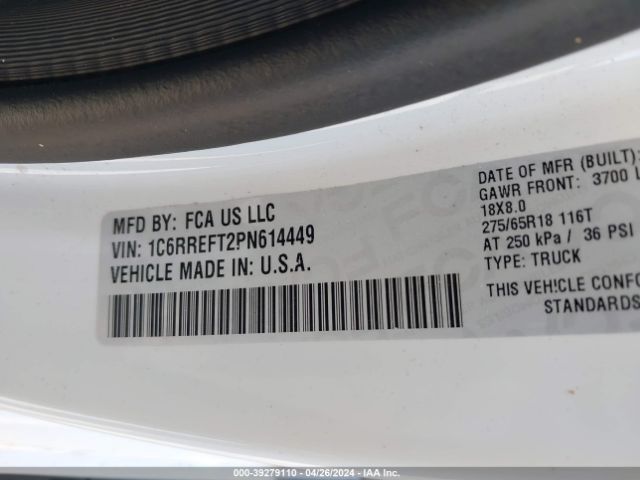 MFD BY: FCA US LLC
VIN: 1C6RREFT2PN614449
VEHICLE MADE IN: U.S.A.
DATE OF MFR (BUILT):
GAWR FRONT: 3700 L
18X8.0
275/65R18 116T
AT 250 kPa / 36 PSI
TYPE: TRUCK
THIS VEHICLE CONFO
STANDARDS
000-39279110 - 04/26/2024 - IAA Inc.